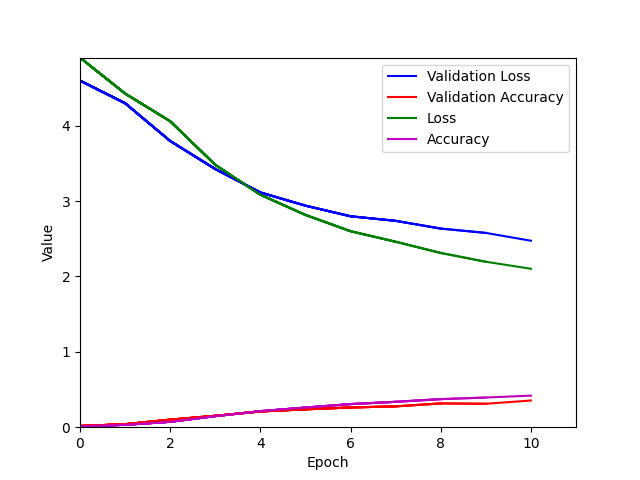 Validation Loss
Validation Accuracy
Loss
Accuracy
4
3
2
1
0
Value
0 2 4 6 8 10
Epoch